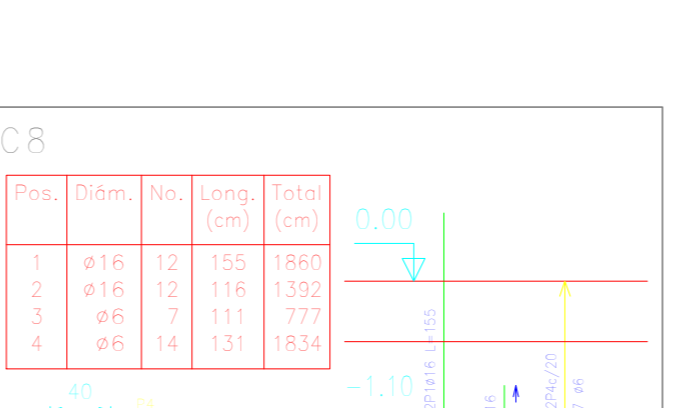 C8
Pos. Diám. No. Long. (cm) Total (cm)
1 ø16 12 155 1860
2 ø16 12 116 1392
3 ø6 7 111 777
4 ø6 14 131 1834
0.00
-1.10
2P1ø16 L=155
2P4c/20
7 ø6
16
40